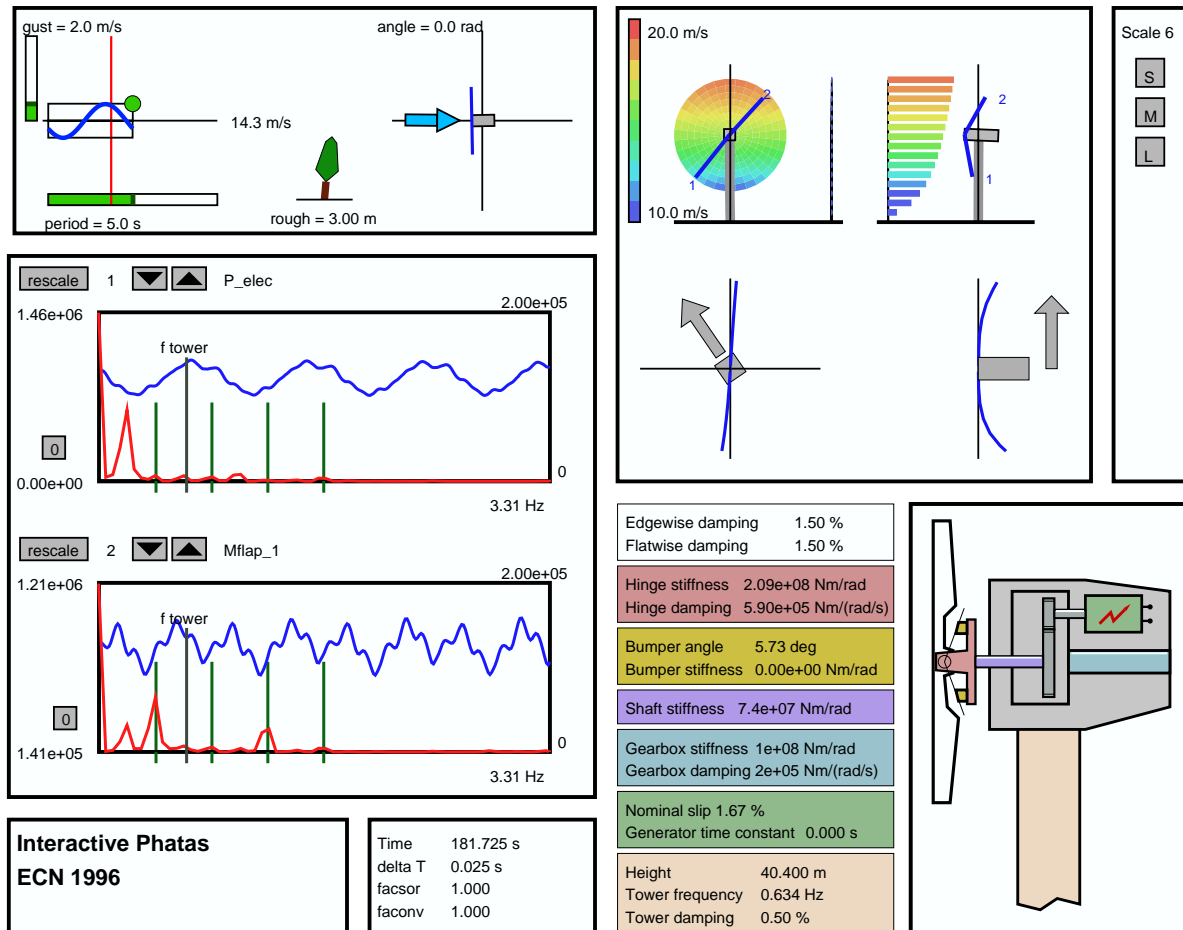 gust = 2.0 m/s
angle = 0.0 rad
14.3 m/s
rough = 3.00 m
period = 5.0 s
20.0 m/s
10.0 m/s
2
1
2
1
Scale 6
S
M
L
rescale 1 P_elec
1.46e+06
2.00e+05
f tower
0
0
0.00e+00
3.31 Hz
rescale 2 Mflap_1
1.21e+06
2.00e+05
f tower
0
0
1.41e+05
3.31 Hz
Interactive Phatas
ECN 1996
Time 181.725 s
delta T 0.025 s
facsor 1.000
faconv 1.000
Edgewise damping 1.50 %
Flatwise damping 1.50 %
Hinge stiffness 2.09e+08 Nm/rad
Hinge damping 5.90e+05 Nm/(rad/s)
Bumper angle 5.73 deg
Bumper stiffness 0.00e+00 Nm/rad
Shaft stiffness 7.4e+07 Nm/rad
Gearbox stiffness 1e+08 Nm/rad
Gearbox damping 2e+05 Nm/(rad/s)
Nominal slip 1.67 %
Generator time constant 0.000 s
Height 40.400 m
Tower frequency 0.634 Hz
Tower damping 0.50 %